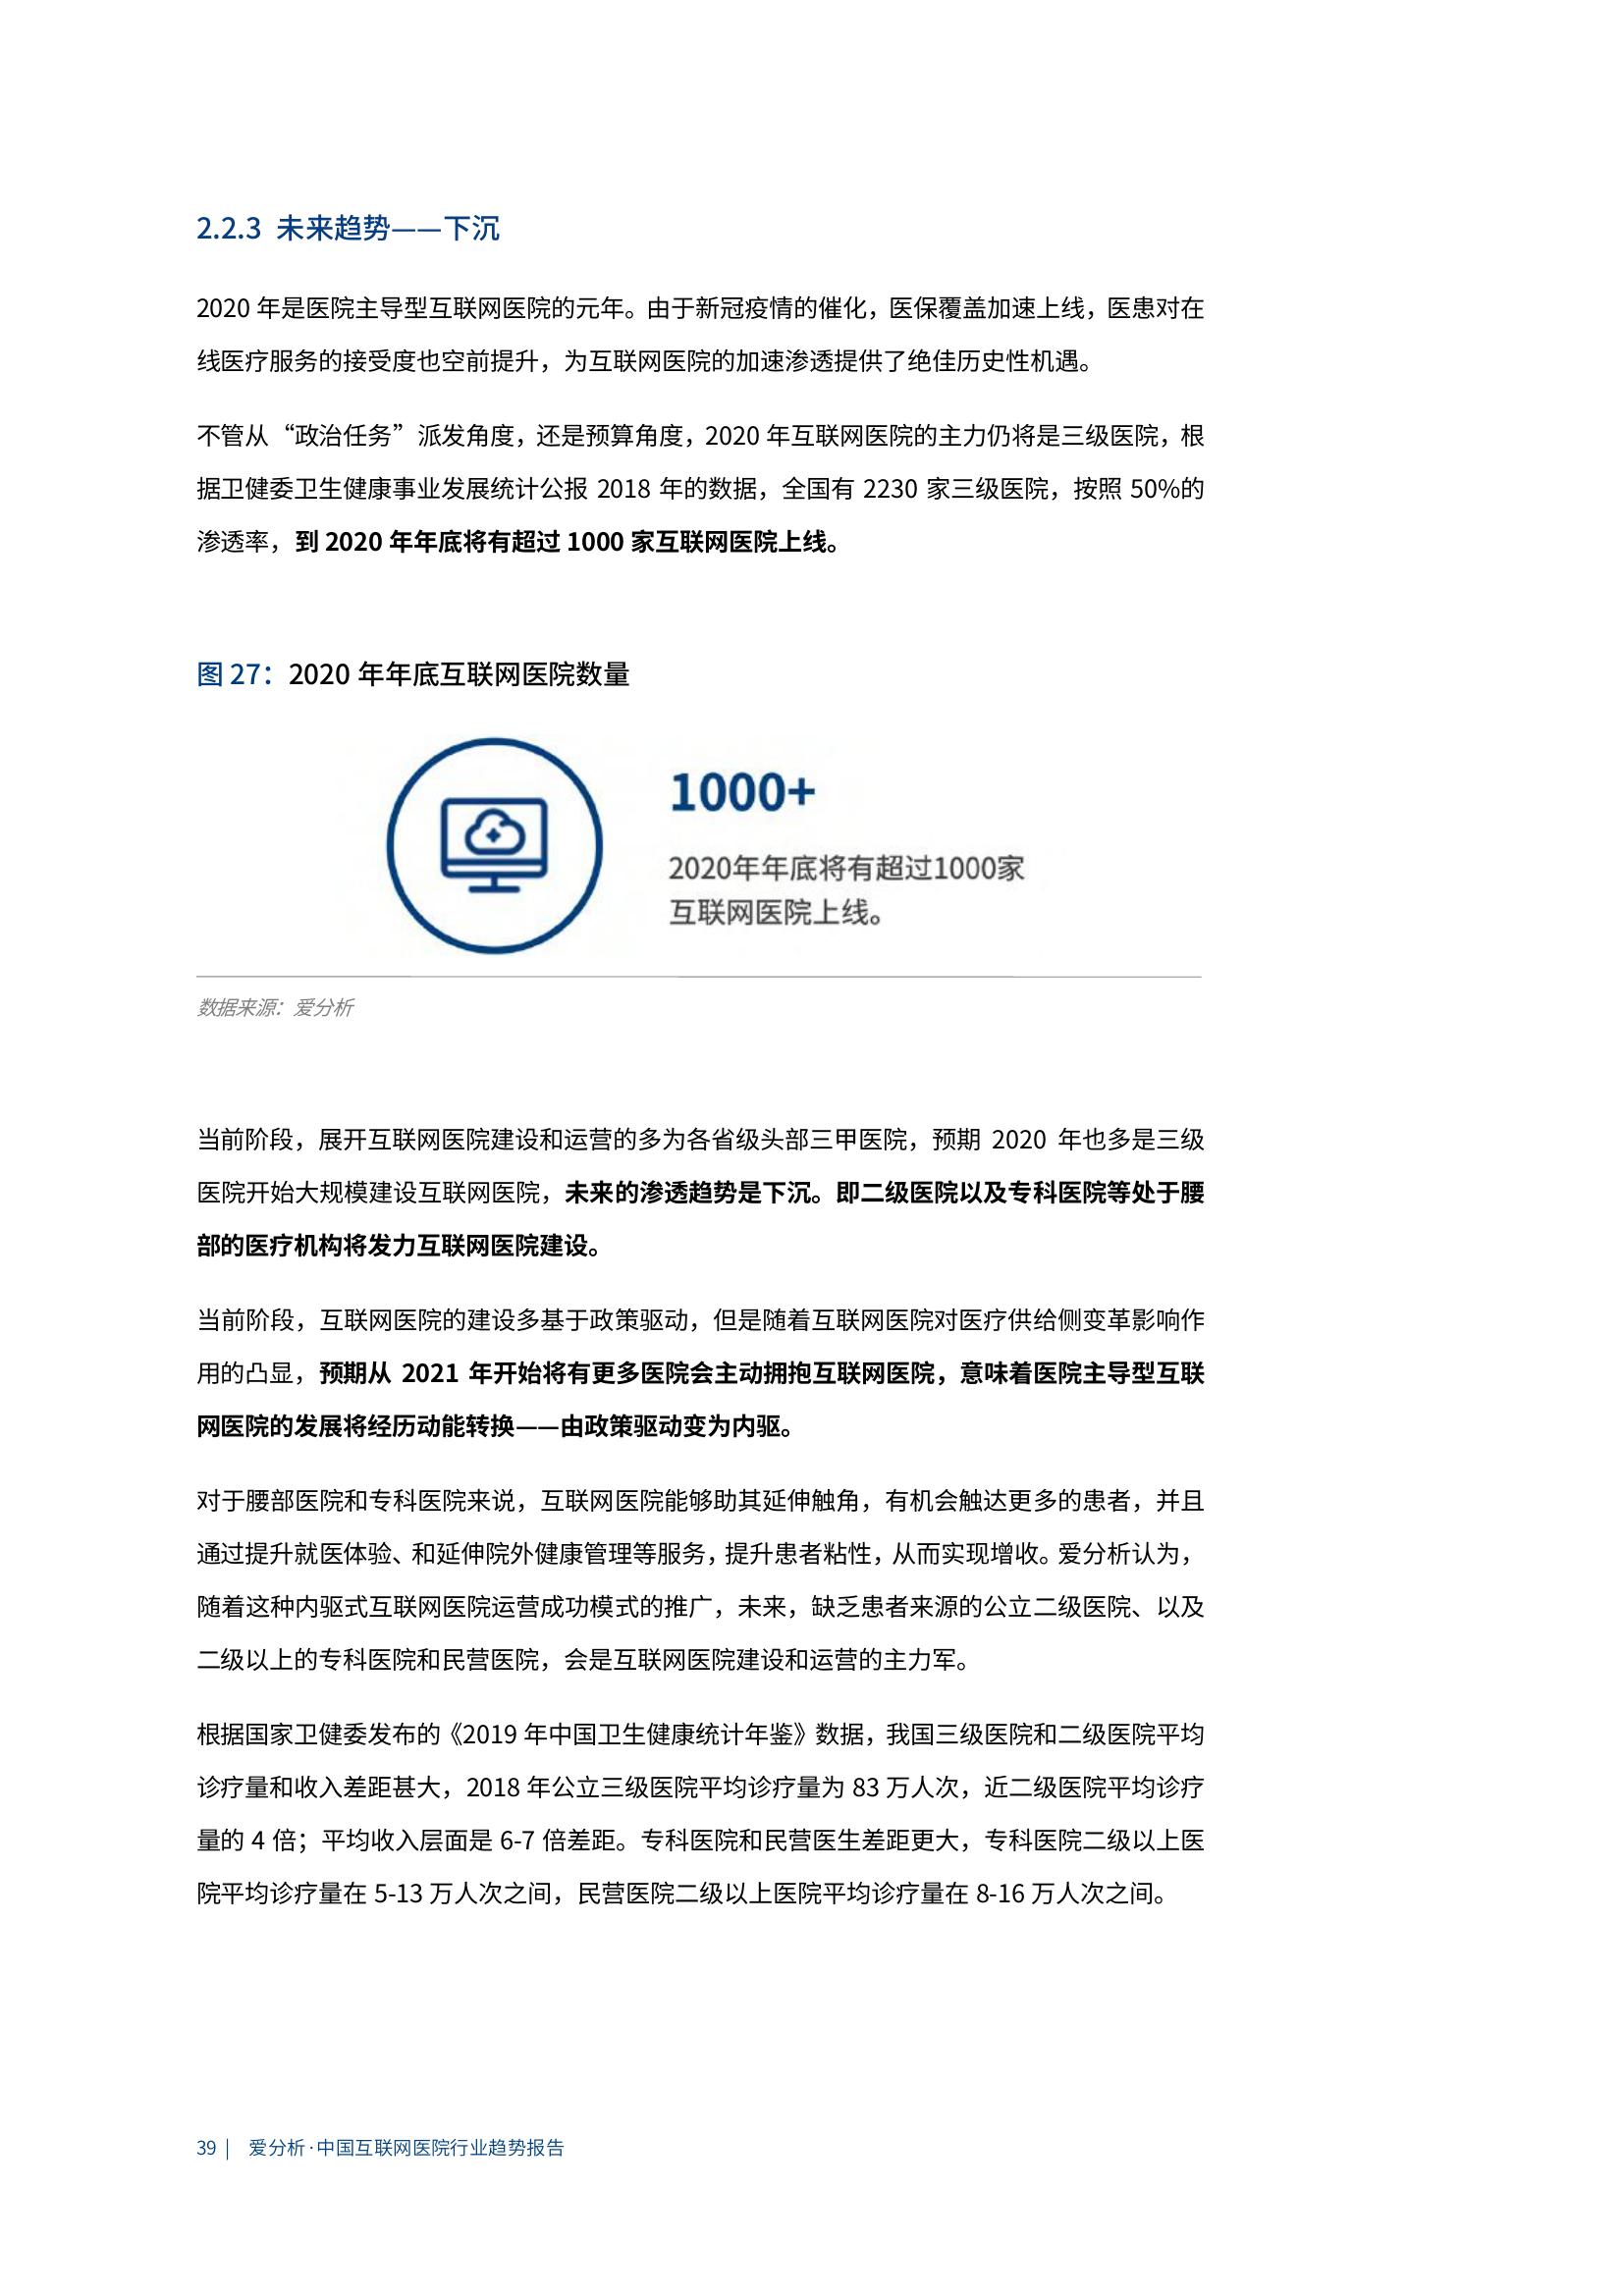 2.2.3 未来趋势——下沉
2020 年是医院主导型互联网医院的元年。由于新冠疫情的催化，医保覆盖加速上线，医患对在
线医疗服务的接受度也空前提升，为互联网医院的加速渗透提供了绝佳历史性机遇。
不管从“政治任务”派发角度，还是预算角度，2020 年互联网医院的主力仍将是三级医院，根
据卫健委卫生健康事业发展统计公报 2018 年的数据，全国有 2230 家三级医院，按照 50%的
渗透率，到 2020 年年底将有超过 1000 家互联网医院上线。
图 27：2020 年年底互联网医院数量
1000+
2020年年底将有超过1000家
互联网医院上线。
数据来源：爱分析
当前阶段，展开互联网医院建设和运营的多为各省级头部三甲医院，预期 2020 年也多是三级
医院开始大规模建设互联网医院，未来的渗透趋势是下沉。即二级医院以及专科医院等处于腰
部的医疗机构将发力互联网医院建设。
当前阶段，互联网医院的建设多基于政策驱动，但是随着互联网医院对医疗供给侧变革影响作
用的凸显，预期从 2021 年开始将有更多医院会主动拥抱互联网医院，意味着医院主导型互联
网医院的发展将经历动能转换——由政策驱动变为内驱。
对于腰部医院和专科医院来说，互联网医院能够助其延伸触角，有机会触达更多的患者，并且
通过提升就医体验、和延伸院外健康管理等服务，提升患者粘性，从而实现增收。爱分析认为，
随着这种内驱式互联网医院运营成功模式的推广，未来，缺乏患者来源的公立二级医院、以及
二级以上的专科医院和民营医院，会是互联网医院建设和运营的主力军。
根据国家卫健委发布的《2019 年中国卫生健康统计年鉴》数据，我国三级医院和二级医院平均
诊疗量和收入差距甚大，2018 年公立三级医院平均诊疗量为 83 万人次，近二级医院平均诊疗
量的 4 倍；平均收入层面是 6-7 倍差距。专科医院和民营医生差距更大，专科医院二级以上医
院平均诊疗量在 5-13 万人次之间，民营医院二级以上医院平均诊疗量在 8-16 万人次之间。
39 | 爱分析·中国互联网医院行业趋势报告